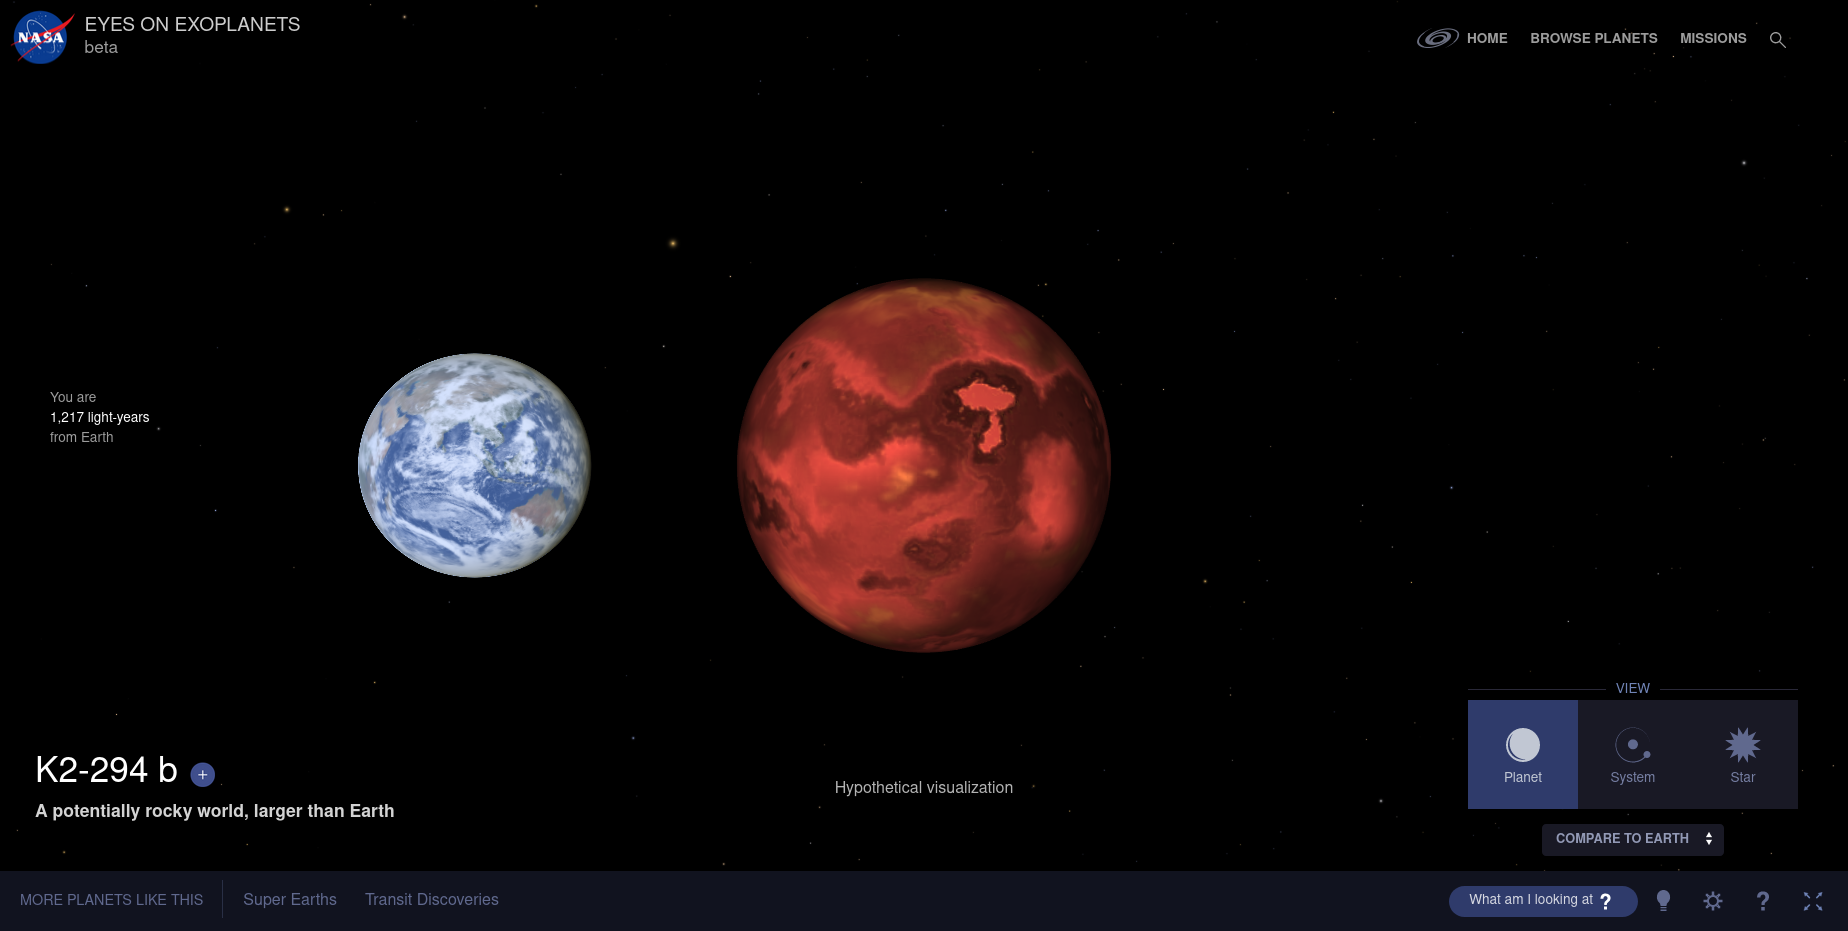 NASA
EYES ON EXOPLANETS
beta
HOME
BROWSE PLANETS
MISSIONS
You are
1,217 light-years
from Earth
K2-294 b +
A potentially rocky world, larger than Earth
Hypothetical visualization
VIEW
Planet
System
Star
COMPARE TO EARTH
MORE PLANETS LIKE THIS
Super Earths
Transit Discoveries
What am I looking at ?
?